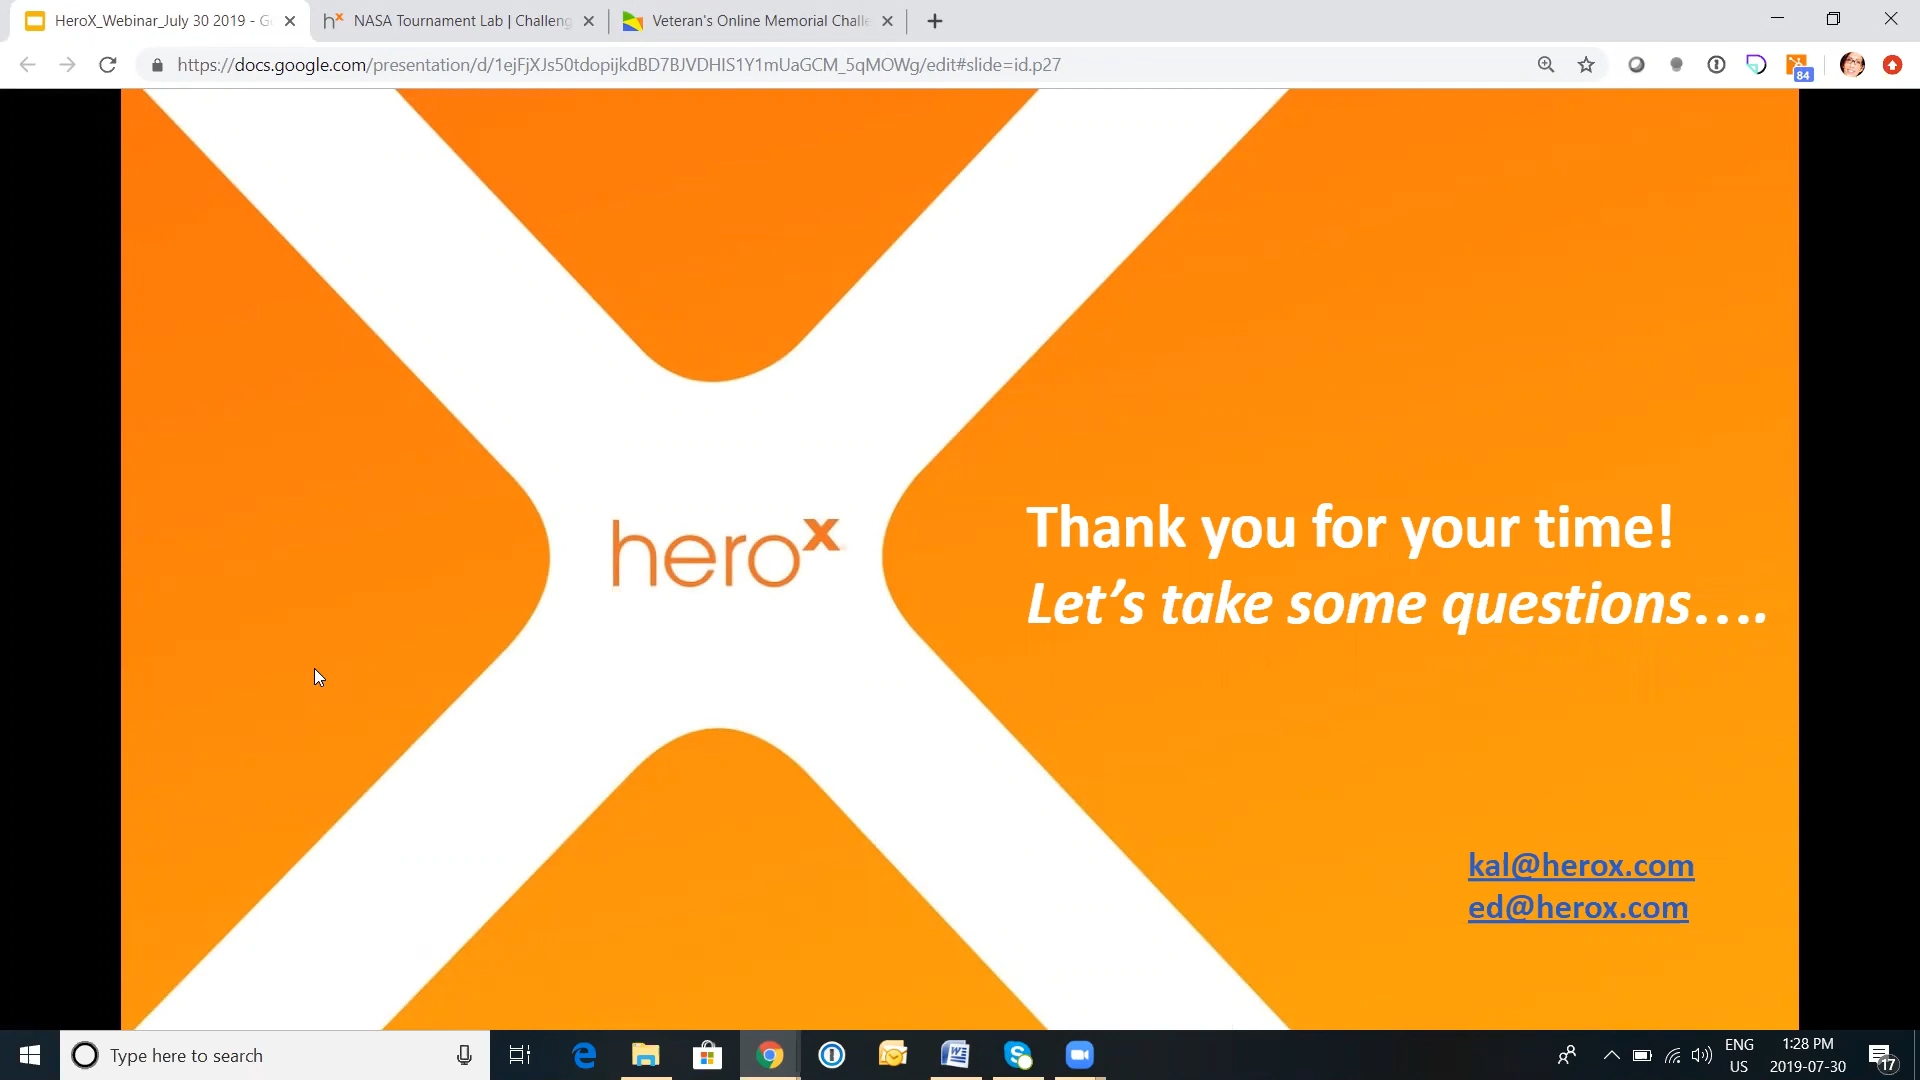 HeroX_Webinar_July 30 2019 - G
NASA Tournament Lab | Challeng
Veteran's Online Memorial Challe
https://docs.google.com/presentation/d/1ejFjXJs50tdopijkdBD7BJVDHIS1Y1mUaGCM_5qMOWg/edit#slide=id.p27
84
herox
Thank you for your time!
Let's take some questions....
kal@herox.com
ed@herox.com
Type here to search
ENG
US
1:28 PM
2019-07-30
17